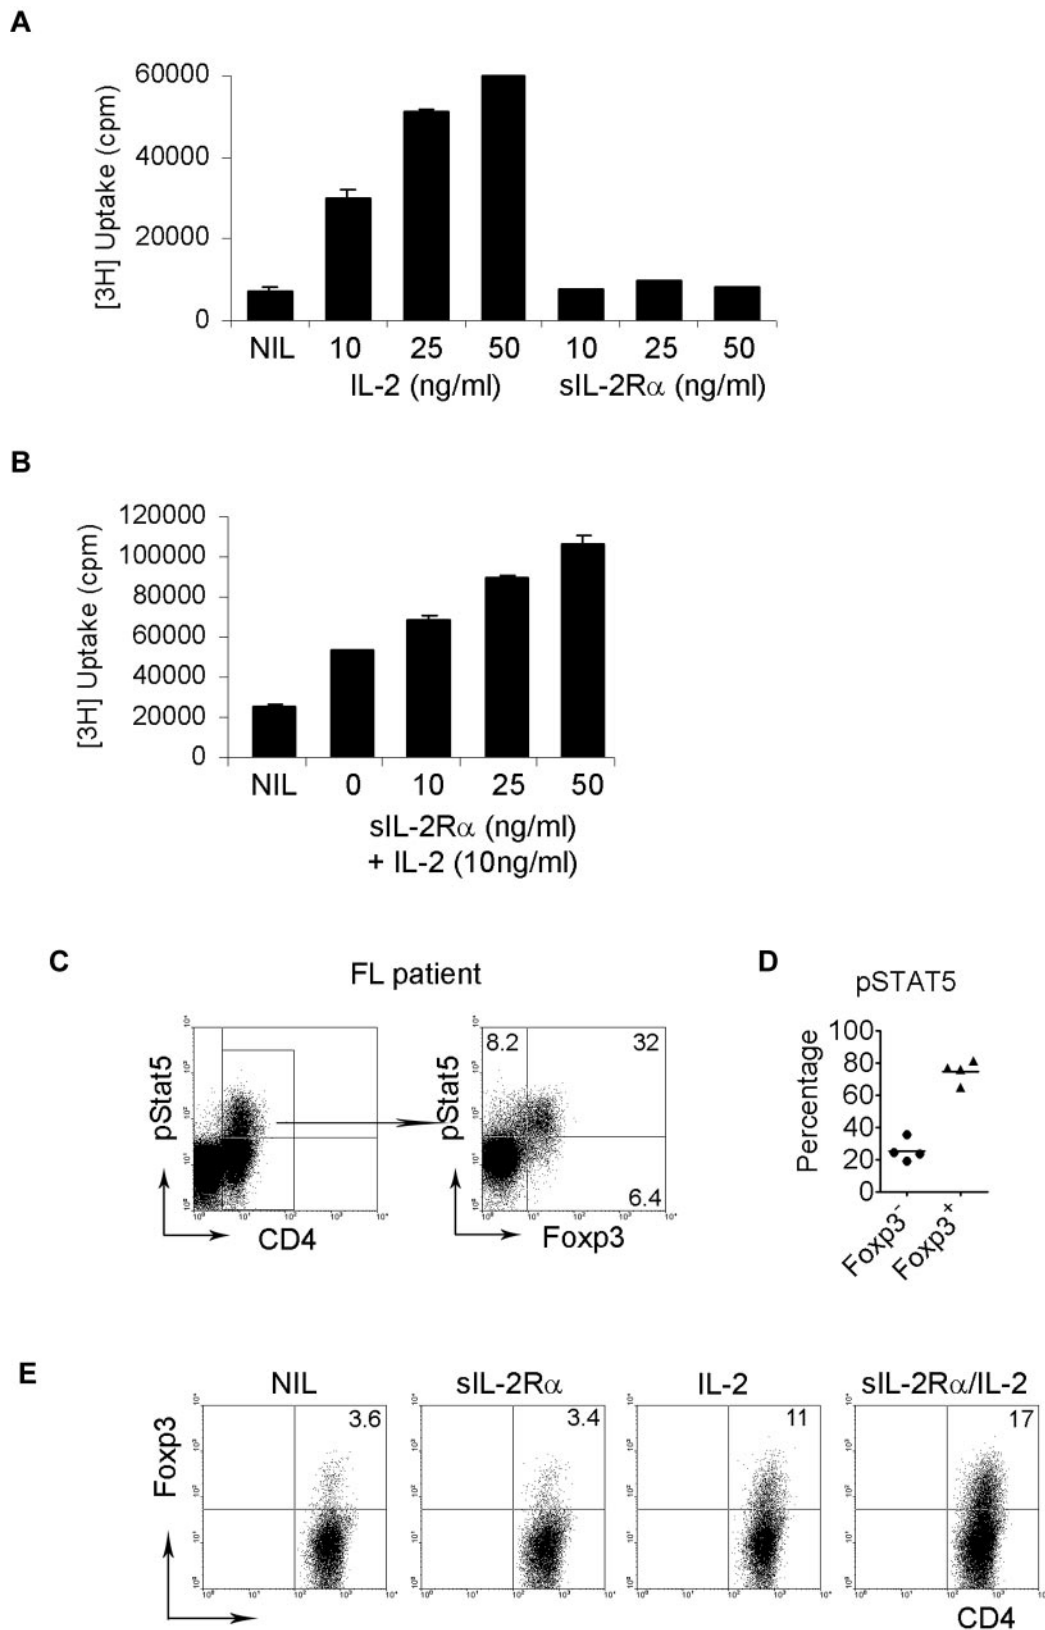 A
[3H] Uptake (cpm)
60000
40000
20000
0
NIL 10 25 50 10 25 50
IL-2 (ng/ml) sIL-2Rα (ng/ml)
B
[3H] Uptake (cpm)
120000
100000
80000
60000
40000
20000
0
NIL 0 10 25 50
sIL-2Rα (ng/ml)
+ IL-2 (10ng/ml)
C
FL patient
pStat5
CD4
pStat5
8.2 32
6.4
Foxp3
D
pSTAT5
Percentage
100
80
60
40
20
0
Foxp3⁻
Foxp3⁺
E
NIL sIL-2Rα IL-2 sIL-2Rα/IL-2
Foxp3
3.6 3.4 11 17
CD4